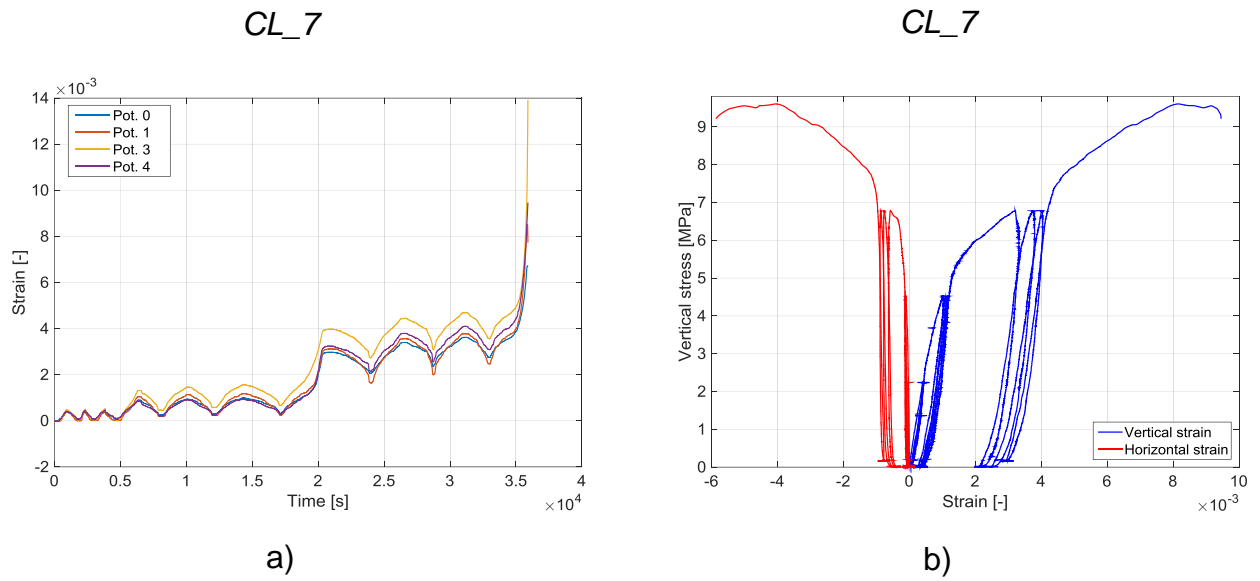 CL_7
CL_7
×10⁻³
14
12
10
8
6
4
2
0
-2
Strain [-]
Pot. 0
Pot. 1
Pot. 3
Pot. 4
0 0.5 1 1.5 2 2.5 3 3.5 4
Time [s]
×10⁴
a)
9
8
7
6
5
4
3
2
1
0
Vertical stress [MPa]
Vertical strain
Horizontal strain
-6 -4 -2 0 2 4 6 8 10
Strain [-]
×10⁻³
b)